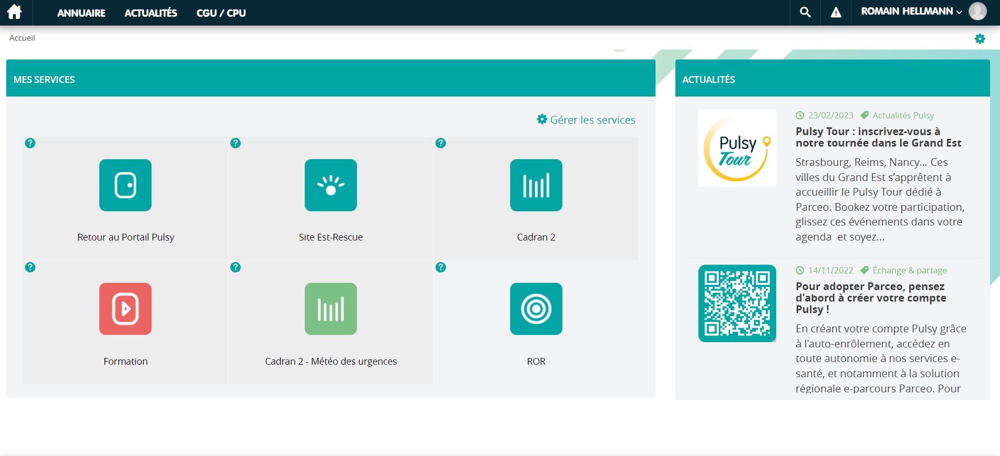 ANNUAIRE ACTUALITÉS CGU / CPU ROMAIN HELLMANN
Accueil
MES SERVICES
Gérer les services
Retour au Portail Pulsy
Site Est-Rescue
Cadran 2
Formation
Cadran 2 - Météo des urgences
ROR
ACTUALITÉS
Pulsy
Tour
23/02/2023 Actualités Pulsy
Pulsy Tour : inscrivez-vous à
notre tournée dans le Grand Est
Strasbourg, Reims, Nancy... Ces
villes du Grand Est s’apprêtent à
accueillir le Pulsy Tour dédié à
Parceo. Bookez votre participation,
glissez ces événements dans votre
agenda et soyez...
14/11/2022 Échange & partage
Pour adopter Parceo, pensez
d'abord à créer votre compte
Pulsy !
En créant votre compte Pulsy grâce
à l'auto-enrôlement, accédez en
toute autonomie à nos services e-
santé, et notamment à la solution
régionale e-parcours Parceo. Pour